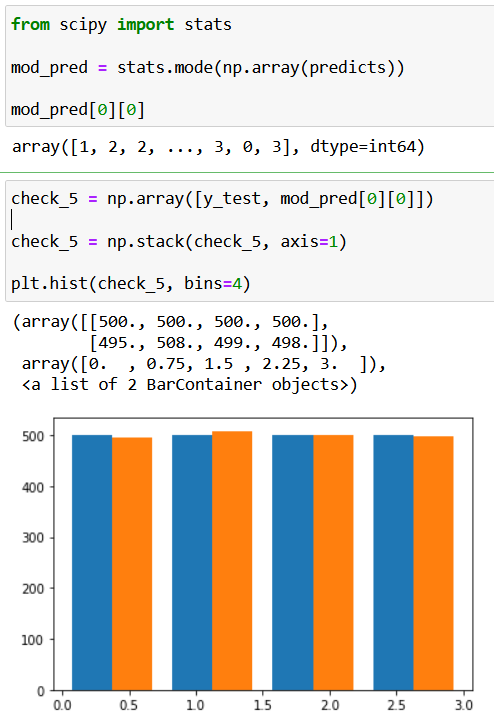 from scipy import stats
mod_pred = stats.mode(np.array(predicts))
mod_pred[0][0]
array([1, 2, 2, ..., 3, 0, 3], dtype=int64)
check_5 = np.array([y_test, mod_pred[0][0]])
check_5 = np.stack(check_5, axis=1)
plt.hist(check_5, bins=4)
(array([[500., 500., 500., 500.],
        [495., 508., 499., 498.]]),
 array([0.  , 0.75, 1.5 , 2.25, 3.  ]),
 <a list of 2 BarContainer objects>)
500
400
300
200
100
0
0.0 0.5 1.0 1.5 2.0 2.5 3.0